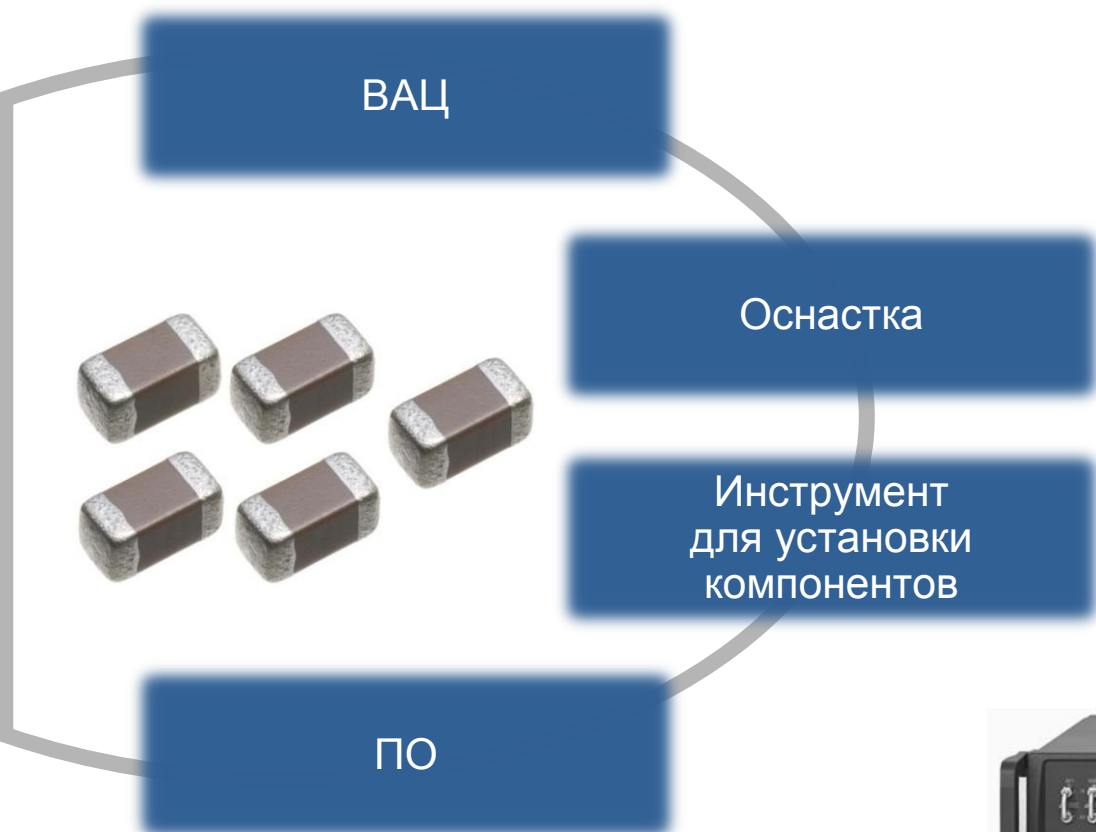 ВАЦ
Оснастка
Инструмент
для установки
компонентов
ПО